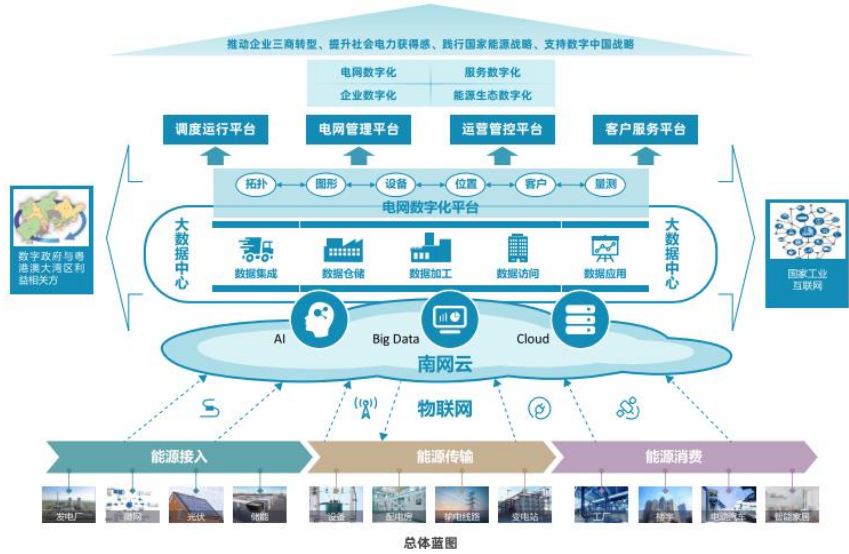 推动企业三商转型、提升社会电力获得感、践行国家能源战略、支持数字中国战略
电网数字化
服务数字化
企业数字化
能源生态数字化
调度运行平台
电网管理平台
运营管控平台
客户服务平台
拓扑
图形
设备
位置
客户
量测
电网数字化平台
数字政府与粤
港澳大湾区利
益相关方
大数据中心
数据集成
数据仓储
数据加工
数据访问
数据应用
大数据中心
国家工业
互联网
AI
Big Data
Cloud
南网云
物联网
能源接入
能源传输
能源消费
发电厂
微网
光伏
储能
设备
配电房
输电线路
变电站
工厂
楼宇
电动汽车
智能家居
总体蓝图